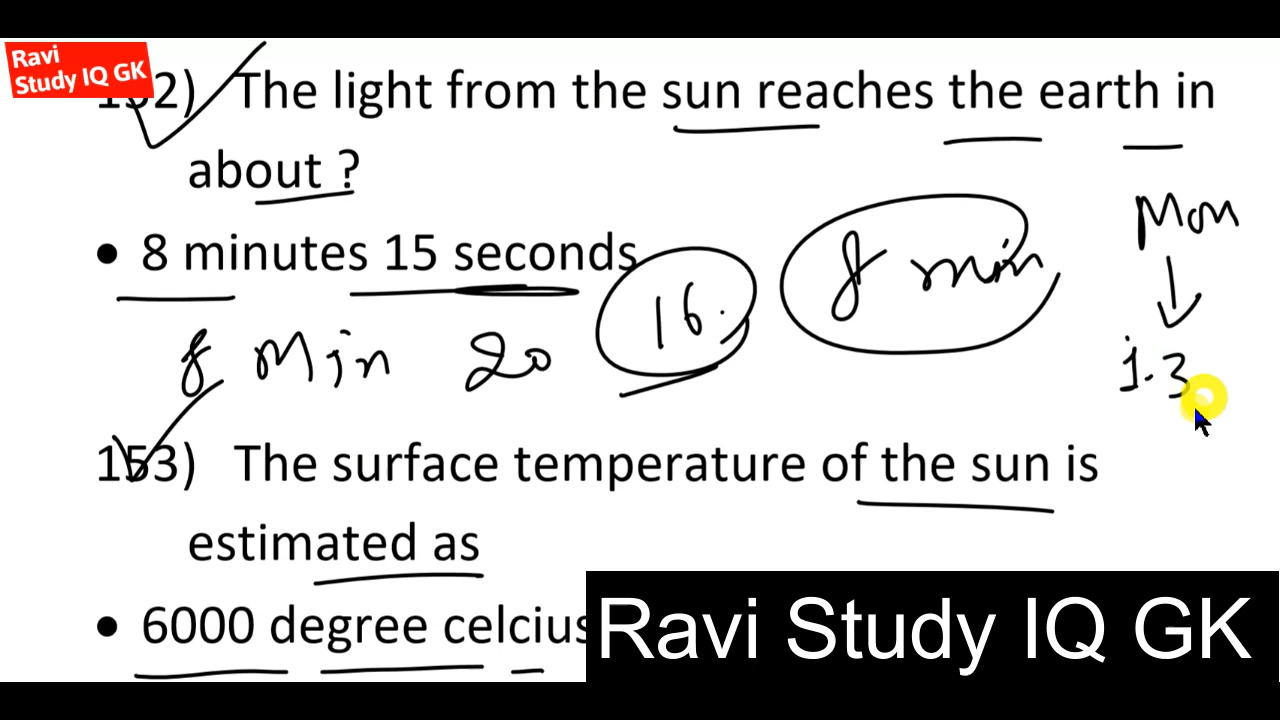 Ravi
Study IQ GK
152) The light from the sun reaches the earth in
about ?
• 8 minutes 15 seconds
8 min
Mon
16.
8 Min 20
1.3
153) The surface temperature of the sun is
estimated as
• 6000 degree celcius
Ravi Study IQ GK